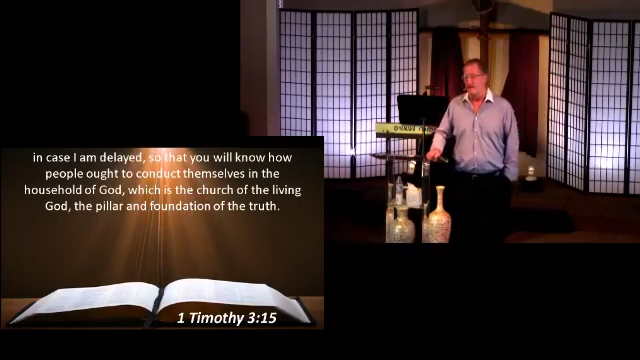 in case I am delayed, so that you will know how
people ought to conduct themselves in the
household of God, which is the church of the living
God, the pillar and foundation of the truth.
1 Timothy 3:15